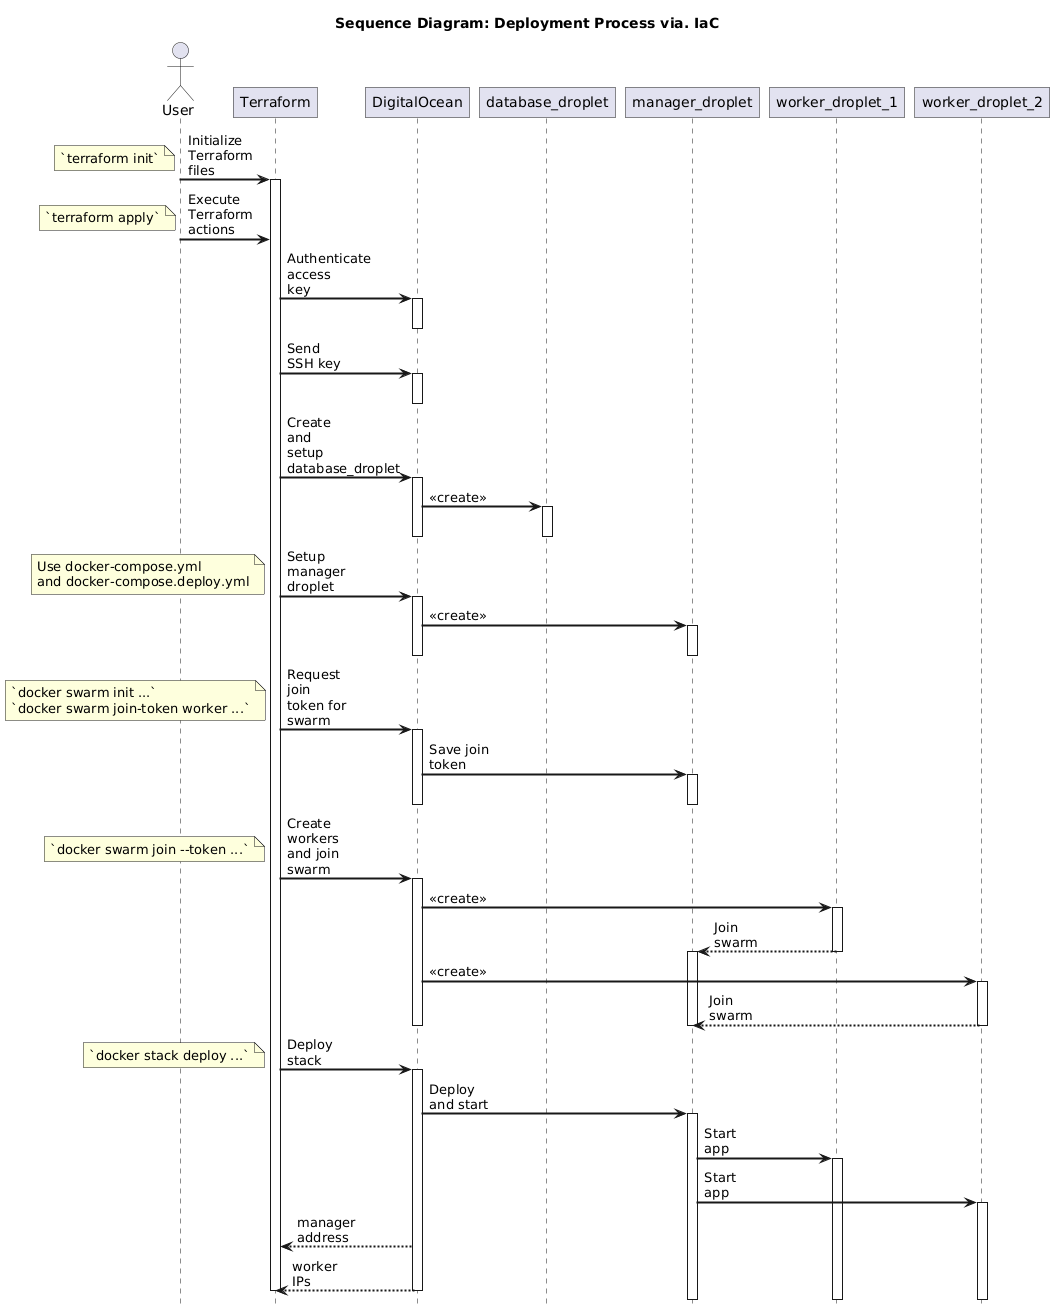 Sequence Diagram: Deployment Process via. IaC
User
Terraform
DigitalOcean
database_droplet
manager_droplet
worker_droplet_1
worker_droplet_2
`terraform init`
Initialize
Terraform
files
`terraform apply`
Execute
Terraform
actions
Authenticate
access
key
Send
SSH key
Create
and
setup
database_droplet
«create»
Use docker-compose.yml
and docker-compose.deploy.yml
Setup
manager
droplet
«create»
`docker swarm init ...`
`docker swarm join-token worker ...`
Request
join
token for
swarm
Save join
token
`docker swarm join --token ...`
Create
workers
and join
swarm
«create»
Join
swarm
«create»
Join
swarm
`docker stack deploy ...`
Deploy
stack
Deploy
and start
Start
app
Start
app
manager
address
worker
IPs